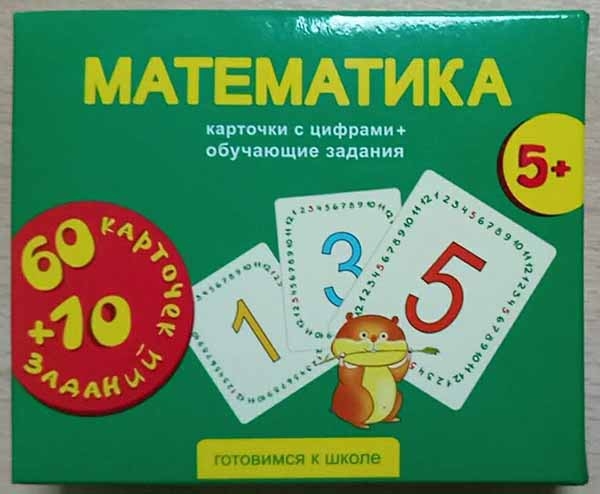 МАТЕМАТИКА
карточки с цифрами+
обучающие задания
5+
60 карточек
+10
заданий
1
3
5
готовимся к школе